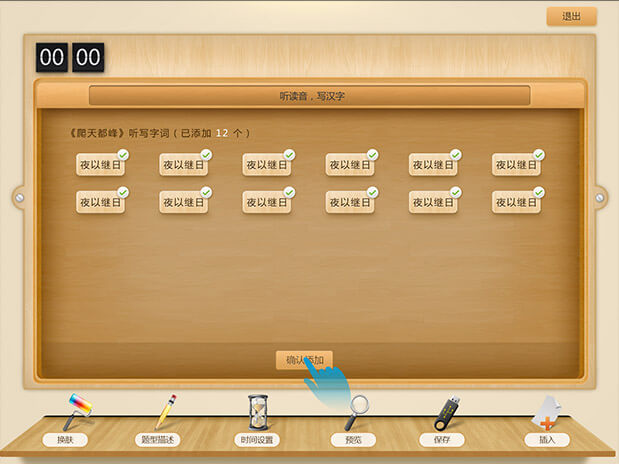 退出
00 00
听读音，写汉字
《爬天都峰》听写字词（已添加 12 个）
夜以继日 夜以继日 夜以继日 夜以继日 夜以继日 夜以继日
夜以继日 夜以继日 夜以继日 夜以继日 夜以继日 夜以继日
确认添加
换肤 题型描述 时间设置 预览 保存 插入